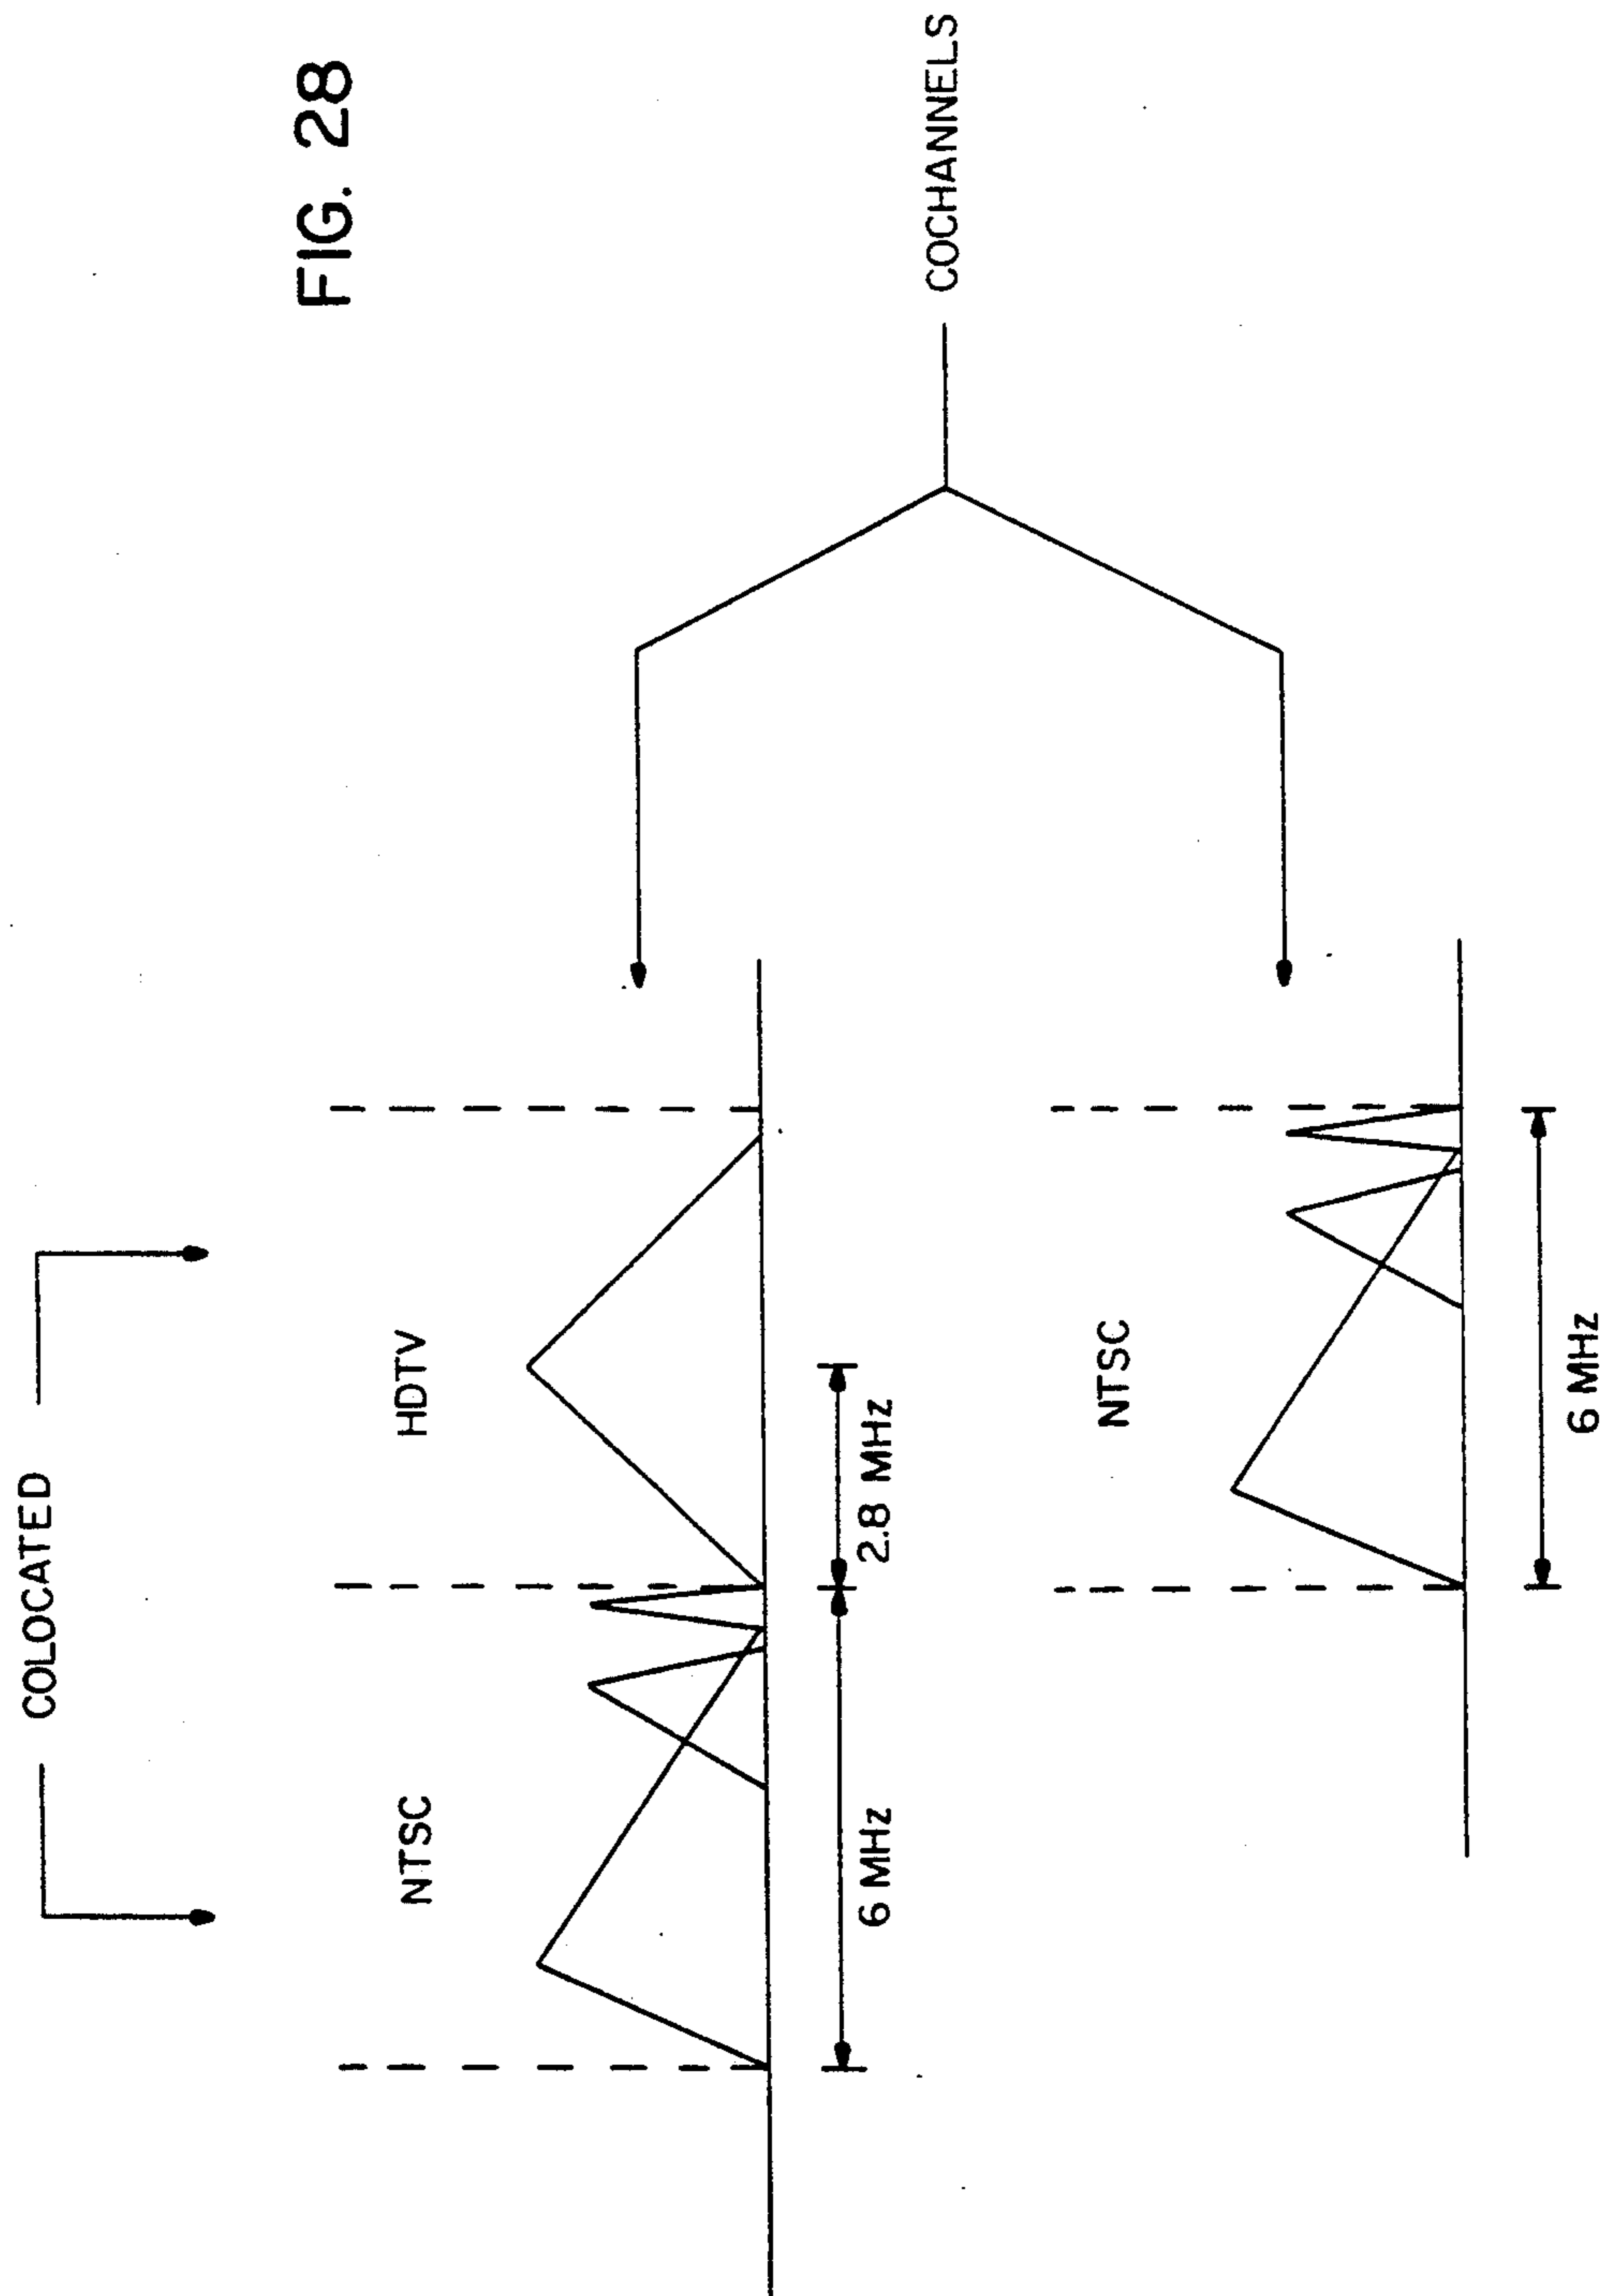 FIG. 28
COLOCATED
NTSC
HDTV
6 MHz
2.8 MHz
COCHANNELS
NTSC
6 MHz